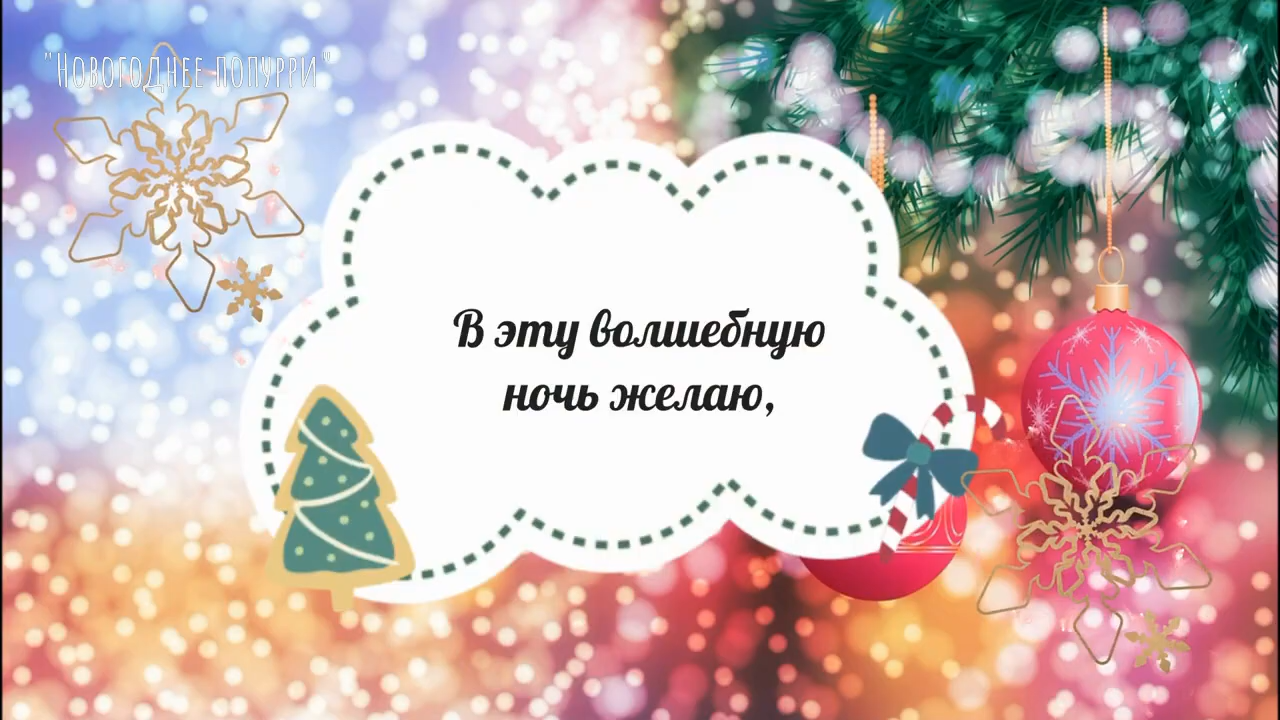 "Новогоднее попурри"
В эту волшебную
ночь желаю,